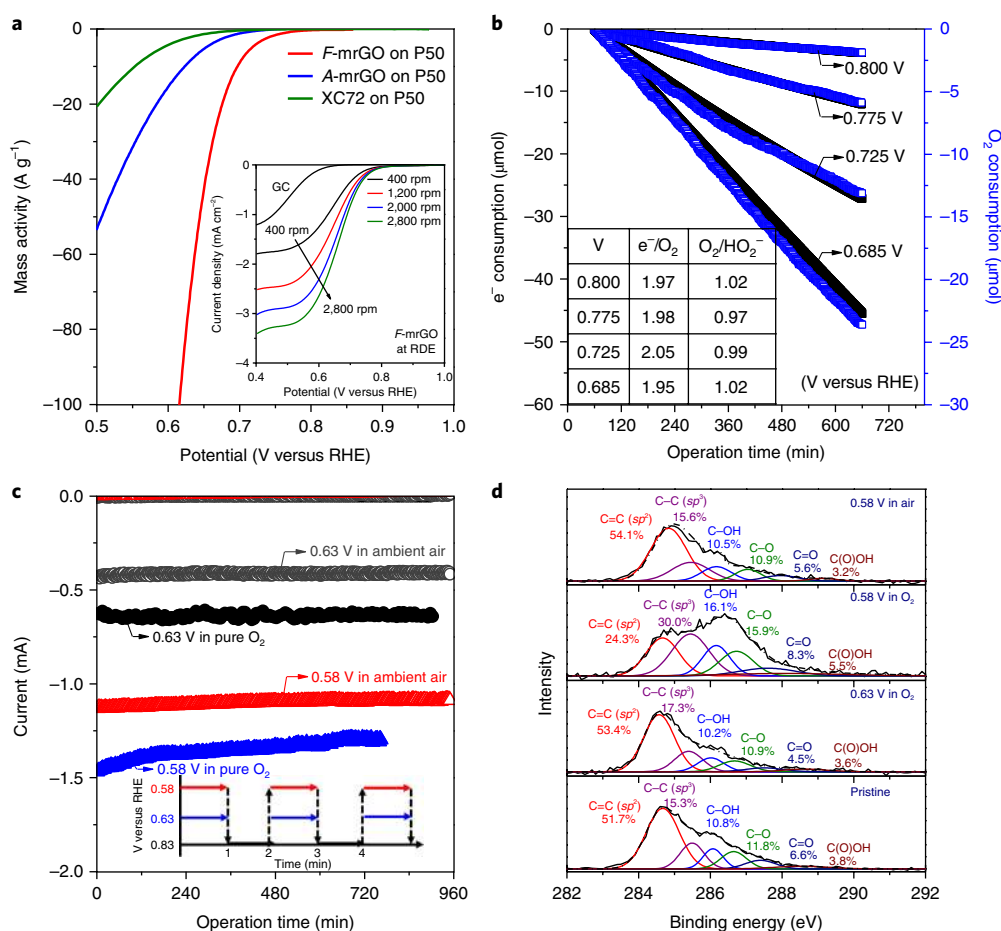 a
Mass activity (A g⁻¹)
0
−20
−40
−60
−80
−100
0.5
0.6
0.7
0.8
0.9
1.0
Potential (V versus RHE)
F-mrGO on P50
A-mrGO on P50
XC72 on P50
Current density (mA cm⁻²)
0
−1
−2
−3
−4
0.4
0.6
0.8
1.0
Potential (V versus RHE)
GC
400 rpm
2,800 rpm
400 rpm
1,200 rpm
2,000 rpm
2,800 rpm
F-mrGO
at RDE
b
e⁻ consumption (μmol)
0
−10
−20
−30
−40
−50
−60
0
120
240
360
480
600
720
Operation time (min)
0
−5
−10
−15
−20
−25
−30
O₂ consumption (μmol)
0.800 V
0.775 V
0.725 V
0.685 V
V e⁻/O₂ O₂/HO₂⁻
0.800 1.97 1.02
0.775 1.98 0.97
0.725 2.05 0.99
0.685 1.95 1.02
(V versus RHE)
c
Current (mA)
0.0
−0.5
−1.0
−1.5
−2.0
0
240
480
720
960
Operation time (min)
0.63 V in ambient air
0.63 V in pure O₂
0.58 V in ambient air
0.58 V in pure O₂
V versus RHE
0.58
0.63
0.83
1
2
3
4
Time (min)
d
Intensity
0.58 V in air
C=C (sp²)
54.1%
C–C (sp³)
15.6%
C–OH
10.5%
C–O
10.9%
C=O
5.6%
C(O)OH
3.2%
0.58 V in O₂
C=C (sp²)
24.3%
C–C (sp³)
30.0%
C–OH
16.1%
C–O
15.9%
C=O
8.3%
C(O)OH
5.5%
0.63 V in O₂
C=C (sp²)
53.4%
C–C (sp³)
17.3%
C–OH
10.2%
C–O
10.9%
C=O
4.5%
C(O)OH
3.6%
Pristine
C=C (sp²)
51.7%
C–C (sp³)
15.3%
C–OH
10.8%
C–O
11.8%
C=O
6.6%
C(O)OH
3.8%
282
284
286
288
290
292
Binding energy (eV)